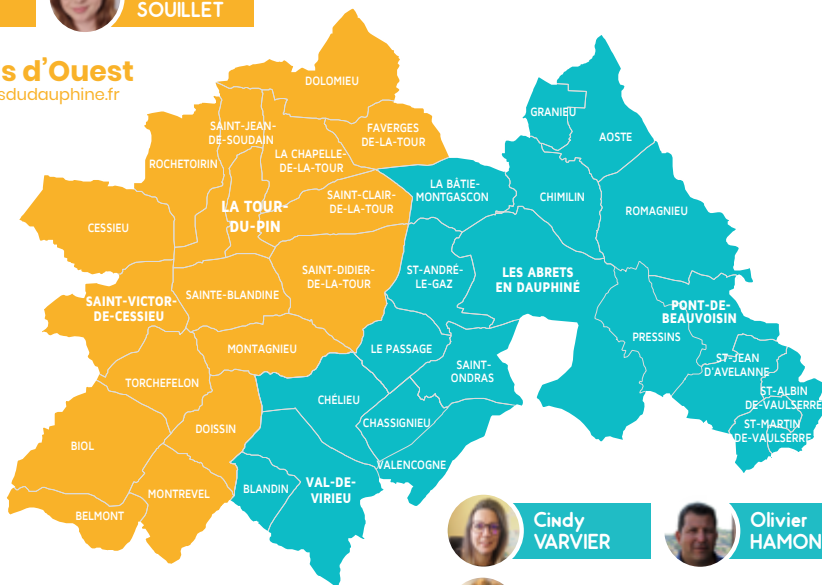 SOUILLET
s d'Ouest
sdudauphine.fr
DOLOMIEU
GRANIEU
AOSTE
SAINT-JEAN-
DE-SOUDAIN
FAVERGES
DE-LA-TOUR
ROCHETOIRIN
LA CHAPELLE-
DE-LA-TOUR
LA BÂTIE-
MONTGASCON
CHIMILIN
ROMAGNIEU
SAINT-CLAIR-
DE-LA-TOUR
LA TOUR-
DU-PIN
CESSIEU
SAINT-DIDIER-
DE-LA-TOUR
ST-ANDRÉ-
LE-GAZ
LES ABRETS
EN DAUPHINÉ
SAINT-VICTOR-
DE-CESSIEU
SAINTE-BLANDINE
PONT-DE-
BEAUVOISIN
PRESSINS
MONTAGNIEU
LE PASSAGE
SAINT-
ONDRAS
ST-JEAN
D'AVELANNE
TORCHEFELON
CHÉLIEU
ST-ALBIN
DE-VAULSERRE
DOISSIN
CHASSIGNIEU
ST-MARTIN
DE-VAULSERRE
BIOL
VALENCOGNE
MONTREVEL
BLANDIN
VAL-DE-
VIRIEU
BELMONT
Cindy
VARVIER
Olivier
HAMON